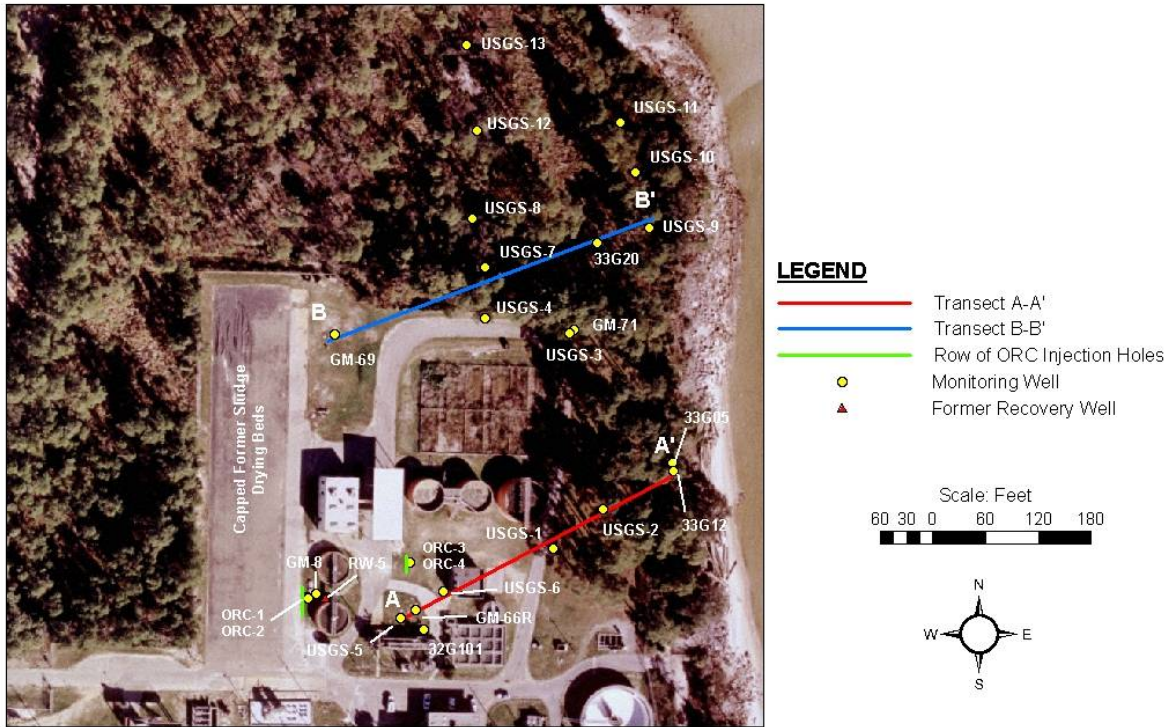 USGS-13
USGS-11
USGS-12
USGS-10
B'
USGS-8
USGS-9
USGS-7
33G20
USGS-4
B
GM-71
GM-69
USGS-3
Capped Former Sludge
Drying Beds
33G05
A'
33G12
USGS-1
USGS-2
ORC-3
ORC-4
GM-8
RW-5
USGS-6
A
ORC-1
ORC-2
GM-66R
USGS-5
32G101
LEGEND
Transect A-A'
Transect B-B'
Row of ORC Injection Holes
Monitoring Well
Former Recovery Well
Scale: Feet
60 30 0 60 120 180
N
W E
S